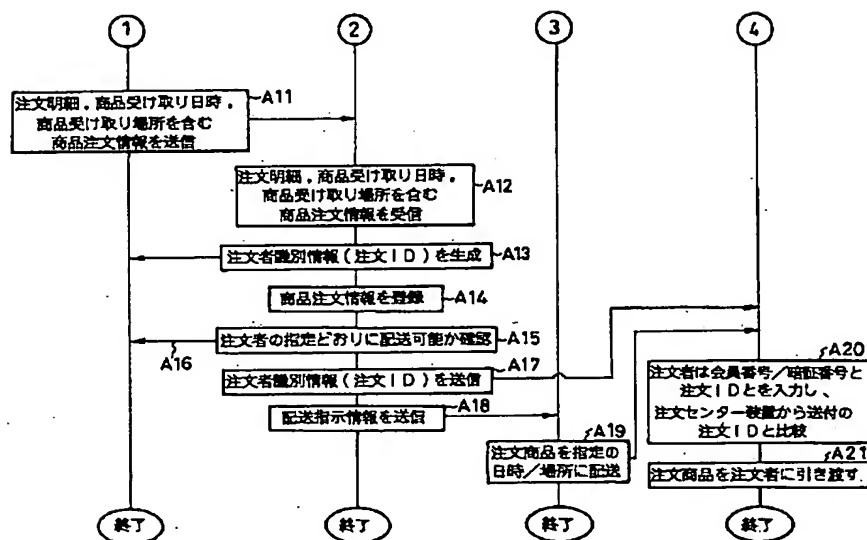 1
2
3
4
注文明細,商品受け取り日時,
商品受け取り場所を含む
商品注文情報を送信
A11
注文明細,商品受け取り日時,
商品受け取り場所を含む
商品注文情報を受信
A12
注文者識別情報(注文ID)を生成
A13
商品注文情報を登録
A14
注文者の指定どおりに配送可能か確認
A15
A16
注文者識別情報(注文ID)を送信
A17
配送指示情報を送信
A18
注文商品を指定の
日時/場所に配送
A19
A20
注文者は会員番号/暗証番号と
注文IDとを入力し、
注文センター装置から送付の
注文IDと比較
A21
注文商品を注文者に引き渡す
終了
終了
終了
終了